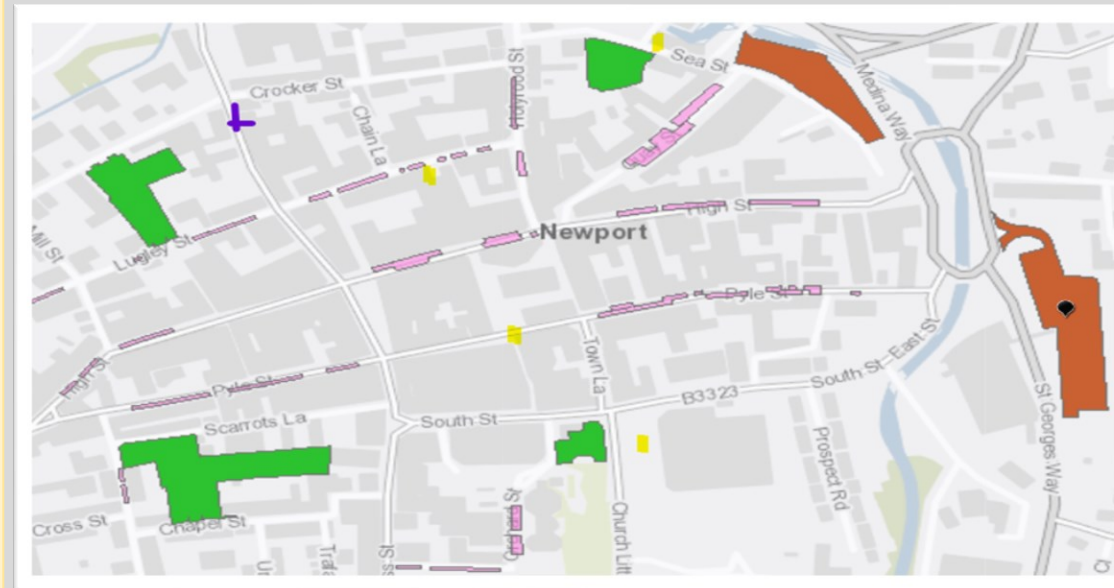 Sea St
Holyrood St
Crocker St
Medina Way
Chain La
High St
Newport
Mill St
Lugley St
Pyle St
Town La
East St
High St
Pyle St
South St
B3323
South St
Scarrots La
St Georges Way
Prospect Rd
Cross St
Chapel St
Church Litt